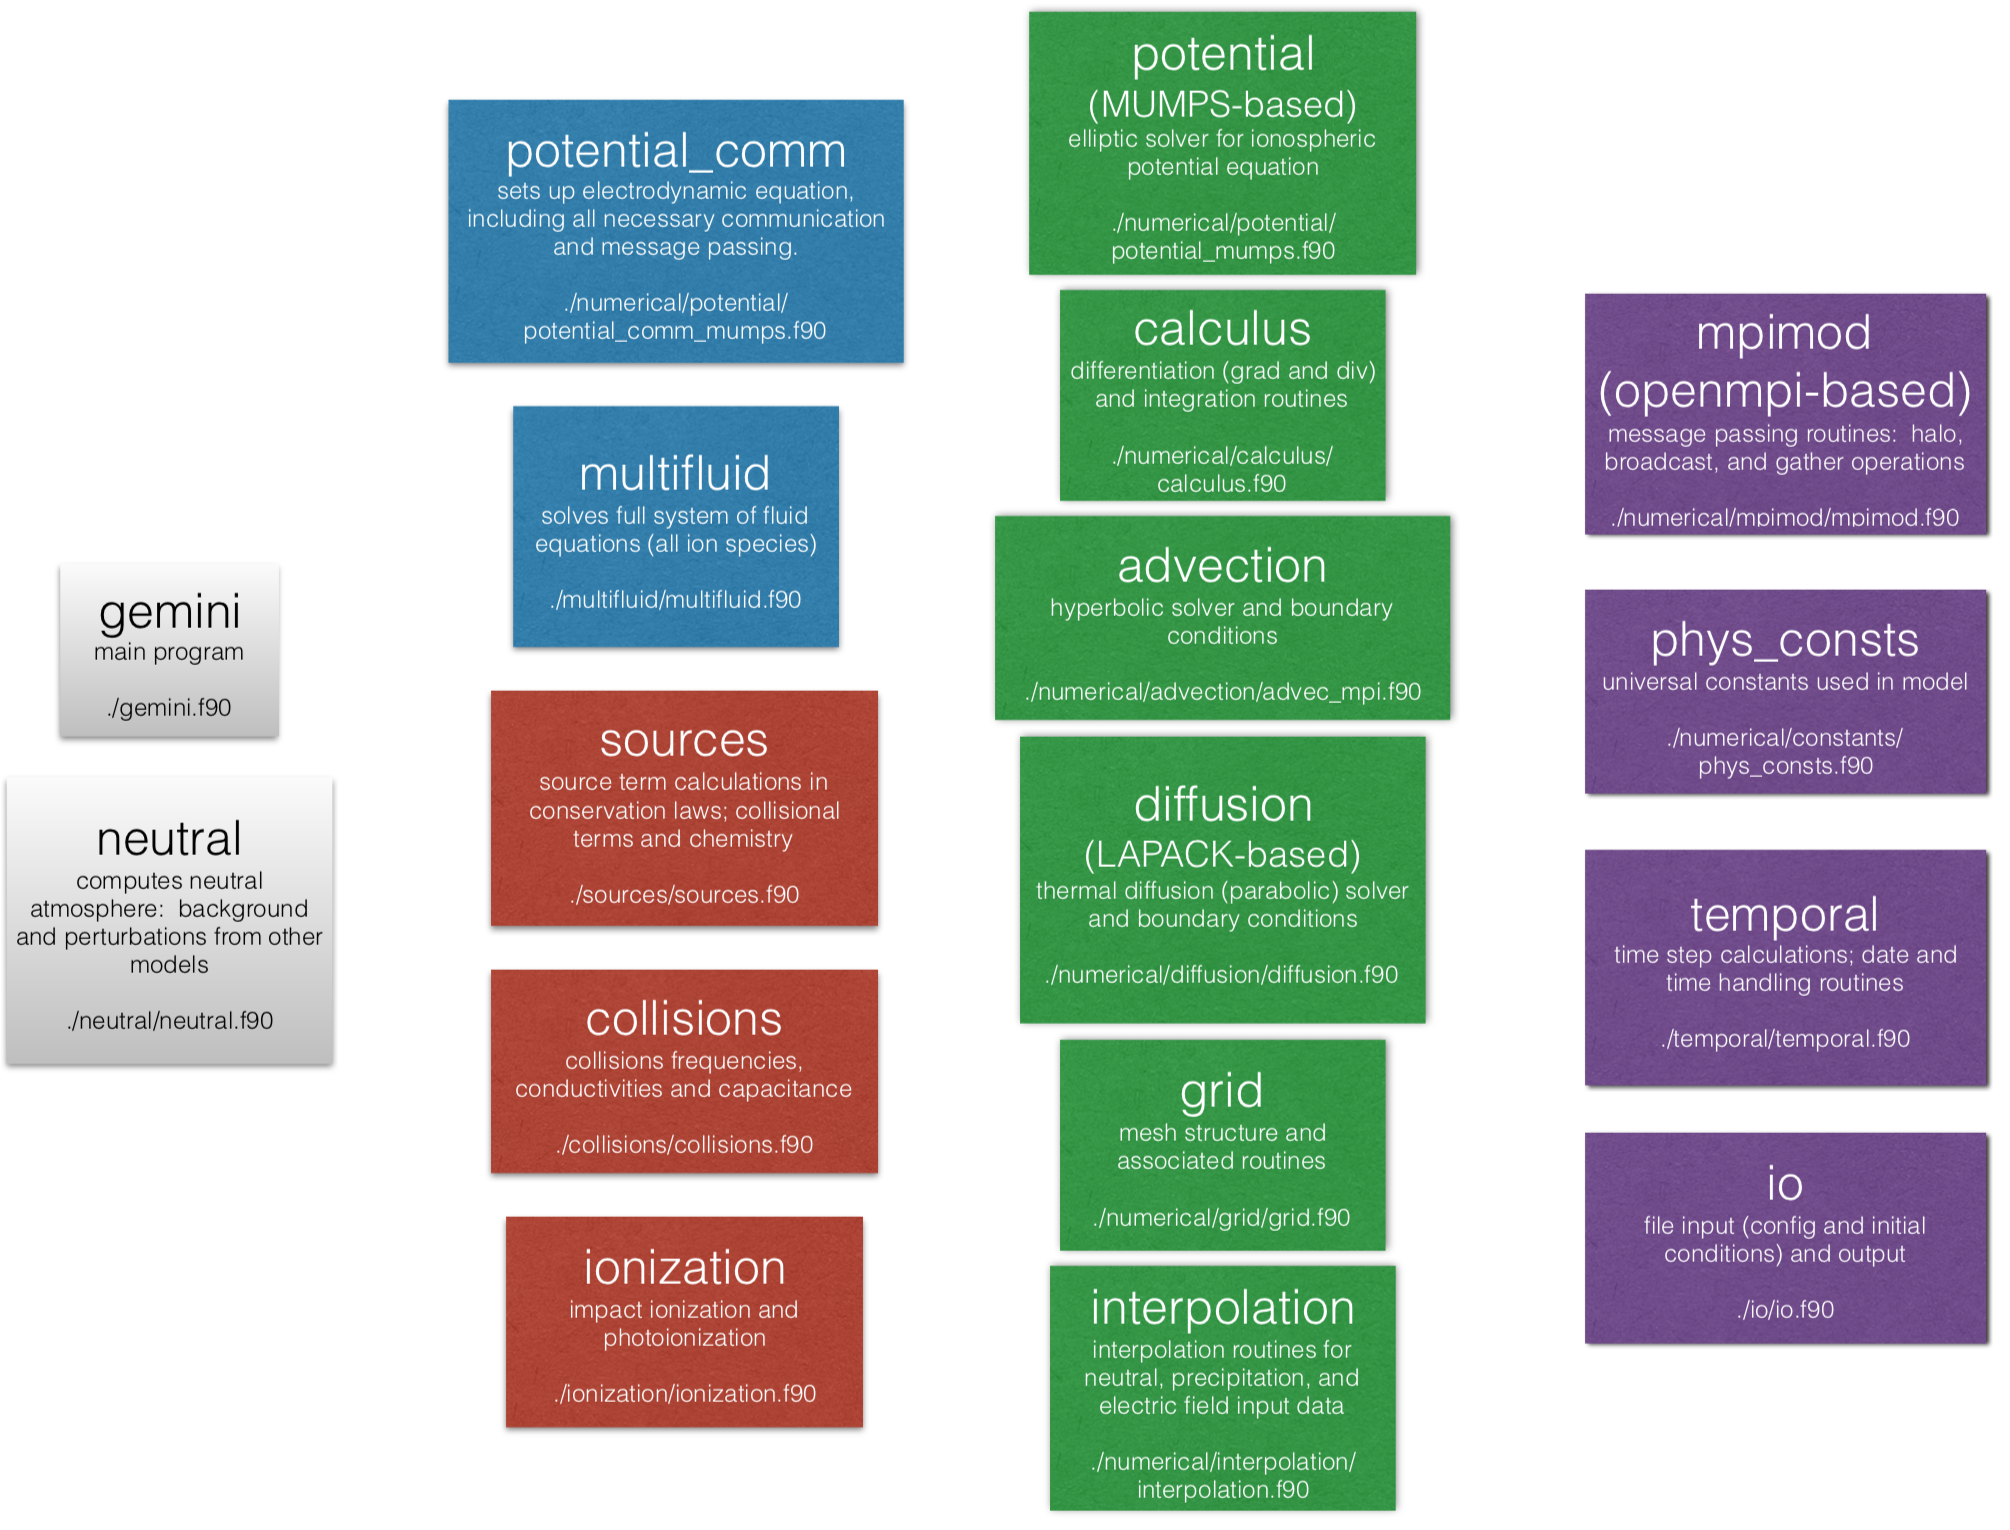 gemini
main program
./gemini.f90
neutral
computes neutral
atmosphere:  background
and perturbations from other
models
./neutral/neutral.f90
potential_comm
sets up electrodynamic equation,
including all necessary communication
and message passing.
./numerical/potential/
potential_comm_mumps.f90
multifluid
solves full system of fluid
equations (all ion species)
./multifluid/multifluid.f90
sources
source term calculations in
conservation laws; collisional
terms and chemistry
./sources/sources.f90
collisions
collisions frequencies,
conductivities and capacitance
./collisions/collisions.f90
ionization
impact ionization and
photoionization
./ionization/ionization.f90
potential
(MUMPS-based)
elliptic solver for ionospheric
potential equation
./numerical/potential/
potential_mumps.f90
calculus
differentiation (grad and div)
and integration routines
./numerical/calculus/
calculus.f90
advection
hyperbolic solver and boundary
conditions
./numerical/advection/advec_mpi.f90
diffusion
(LAPACK-based)
thermal diffusion (parabolic) solver
and boundary conditions
./numerical/diffusion/diffusion.f90
grid
mesh structure and
associated routines
./numerical/grid/grid.f90
interpolation
interpolation routines for
neutral, precipitation, and
electric field input data
./numerical/interpolation/
interpolation.f90
mpimod
(openmpi-based)
message passing routines:  halo,
broadcast, and gather operations
./numerical/mpimod/mpimod.f90
phys_consts
universal constants used in model
./numerical/constants/
phys_consts.f90
temporal
time step calculations; date and
time handling routines
./temporal/temporal.f90
io
file input (config and initial
conditions) and output
./io/io.f90